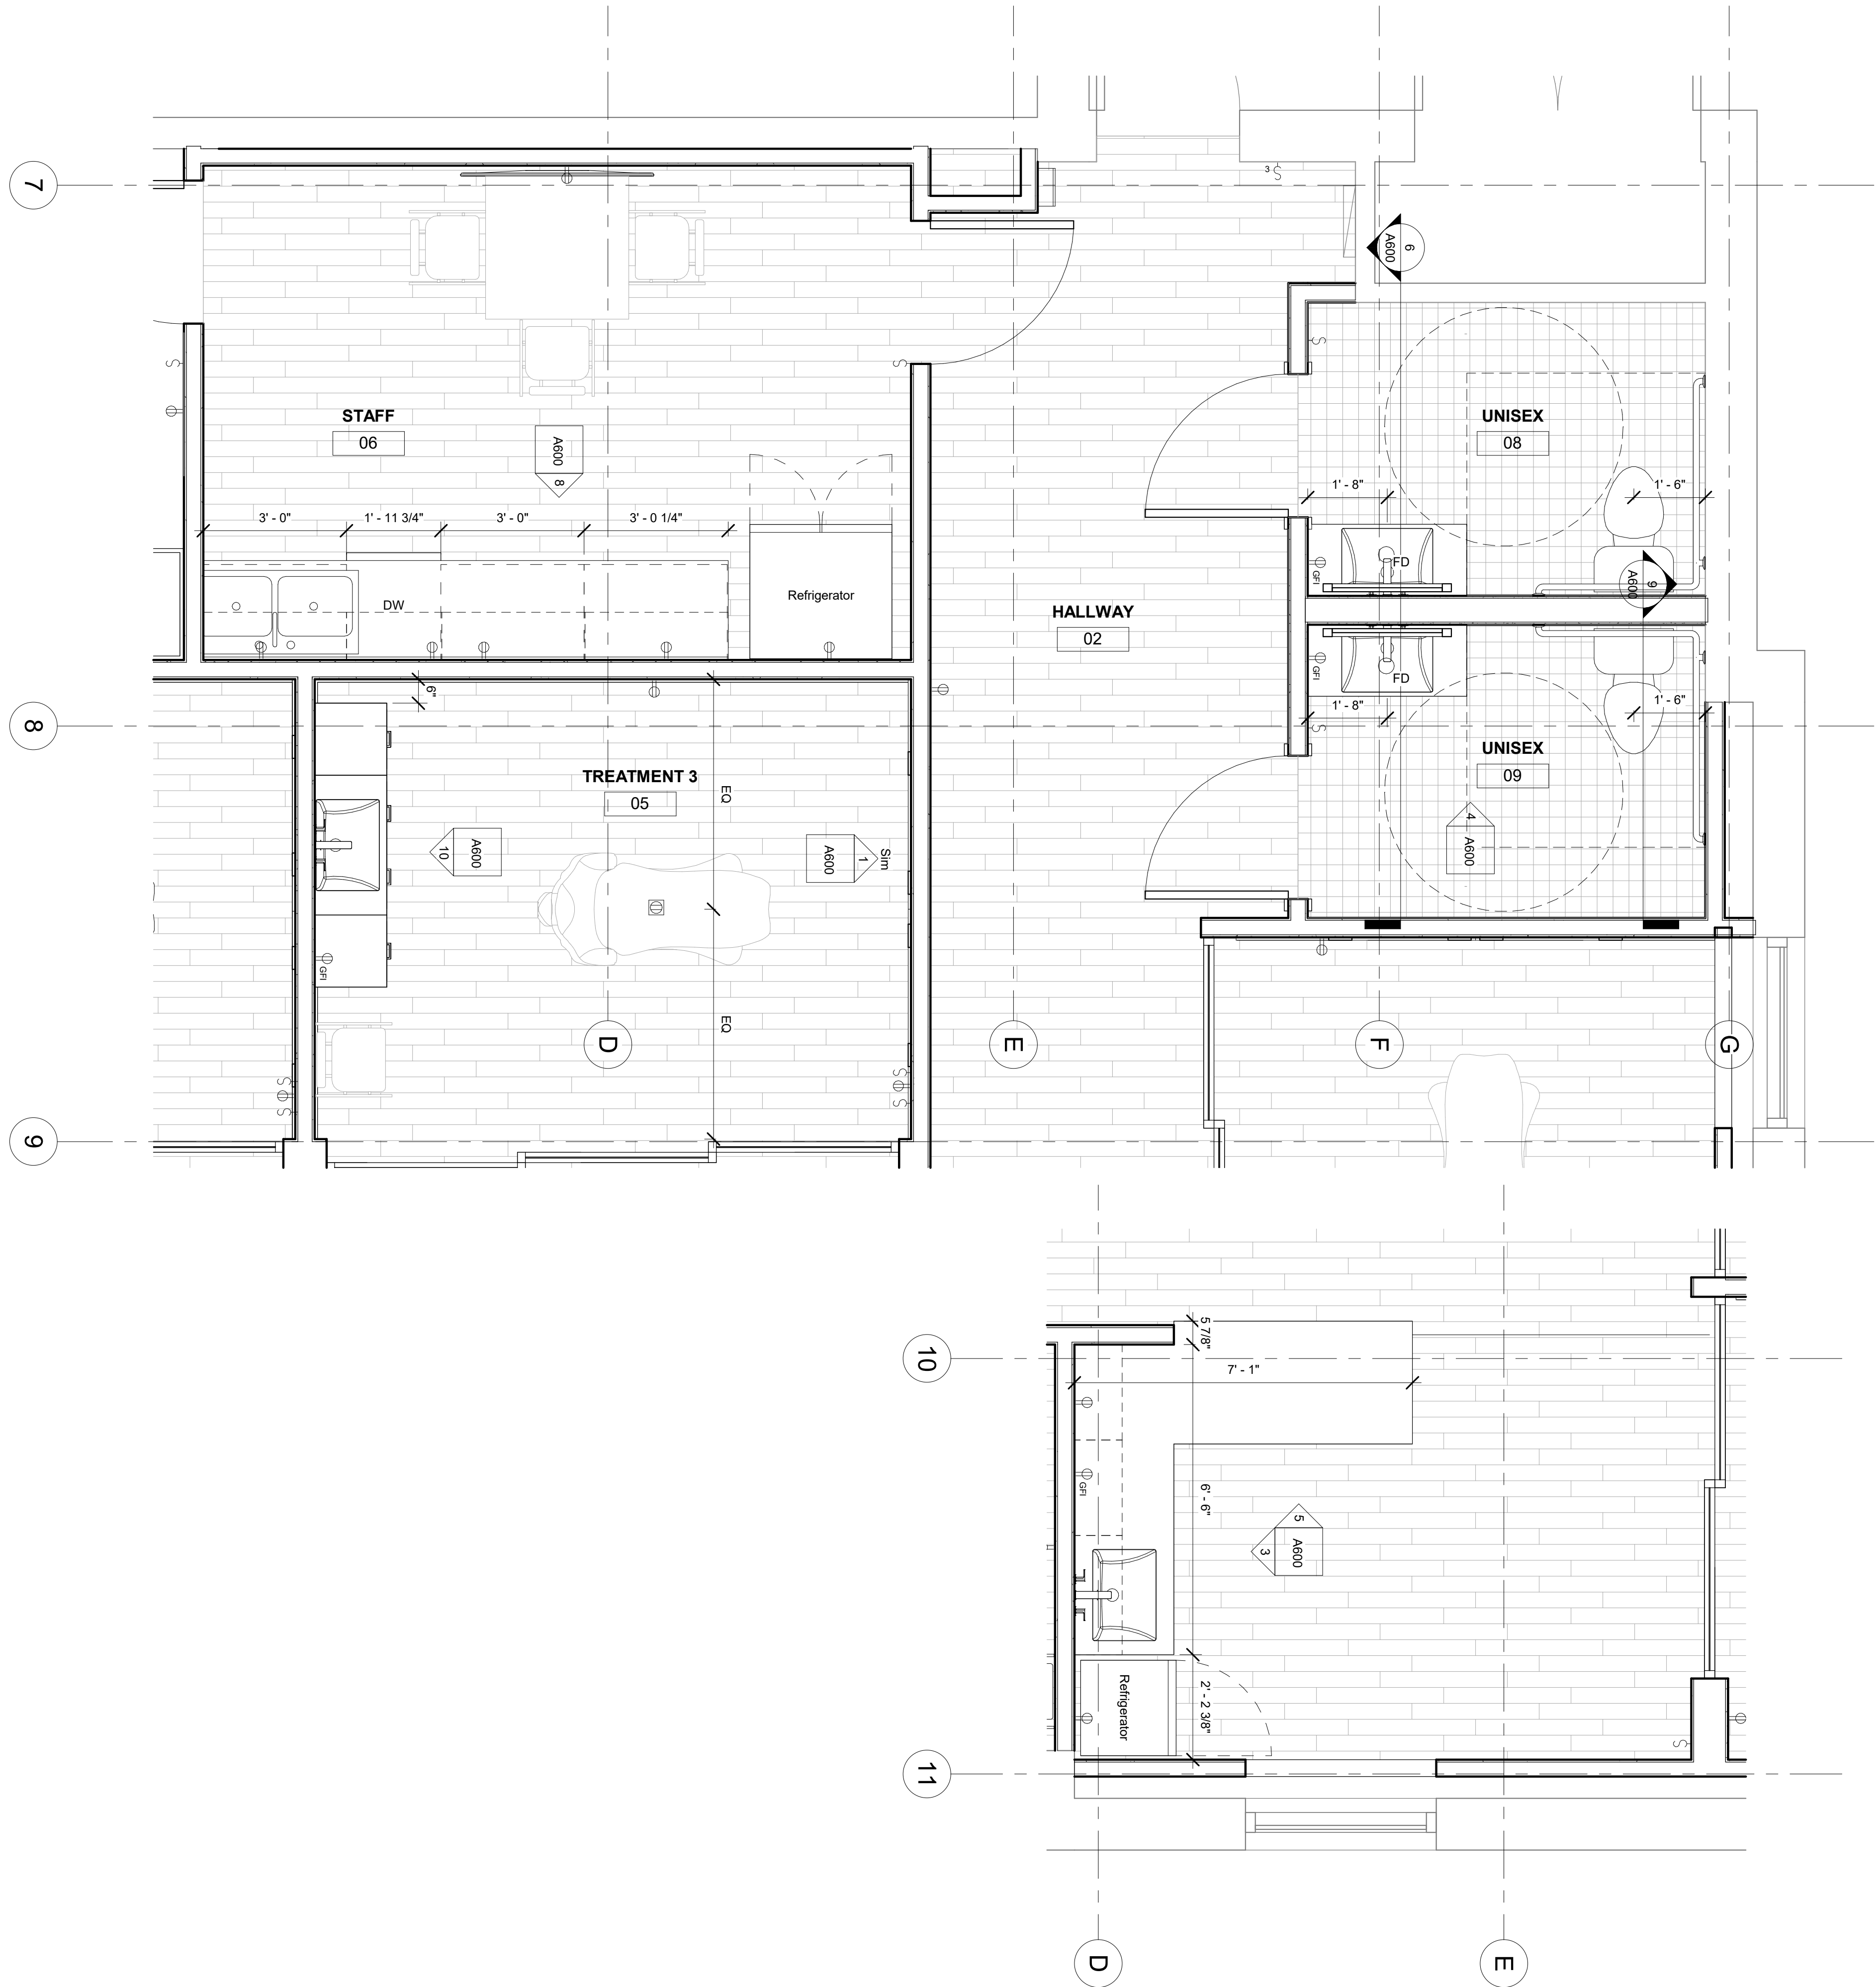 7
3 S
6
A600
STAFF
06
A600
8
S
S
S
UNISEX
08
1' - 8"
1' - 6"
3' - 0"
1' - 11 3/4"
3' - 0"
3' - 0 1/4"
DW
Refrigerator
FD
GFI
9
A600
HALLWAY
02
GFI
FD
1' - 8"
1' - 6"
S
8
6"
TREATMENT 3
05
EQ
UNISEX
09
4
A600
A600
10
A600
1
Sim
GFI
EQ
D
E
F
G
S
S
S
S
9
10
5 7/8"
7' - 1"
GFI
6' - 6"
5
A600
3
Refrigerator
2' - 2 3/8"
S
11
D
E